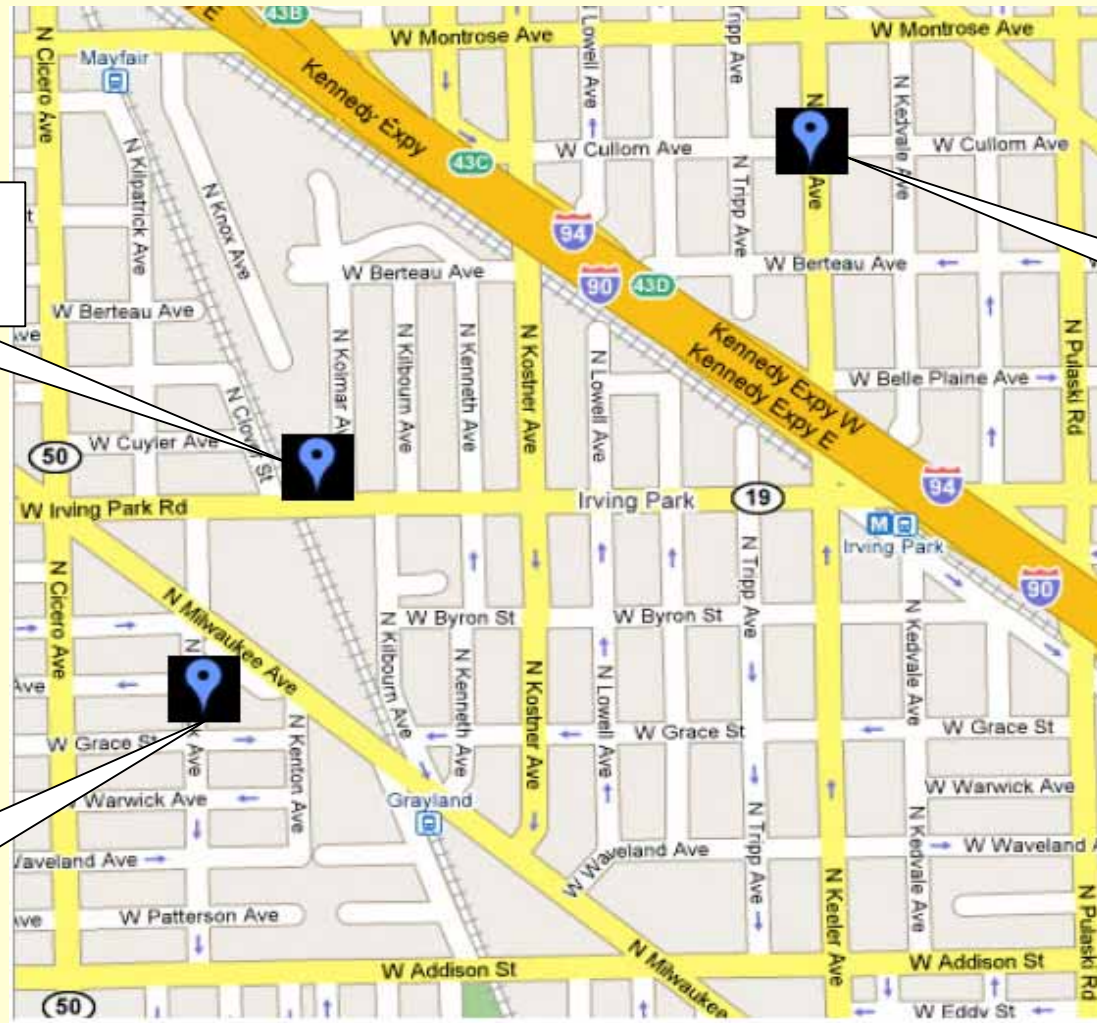 43B
E
W Montrose Ave
W Montrose Ave
Mayfair
N Cicero Ave
Kennedy Expy
N Lowell Ave
Tripp Ave
N Kedvale Ave
N
Ave
43C
W Cullom Ave
W Cullom Ave
N Kilpatrick Ave
N Knox Ave
N Tripp Ave
94
W Berteau Ave
W Berteau Ave
90
43D
W Berteau Ave
N Kolmar Av
N Kilbourn Ave
N Kenneth Ave
N Kostner Ave
N Lowell Ave
Kennedy Expy W
Kennedy Expy E
N Pulaski Rd
W Belle Plaine Ave
N Clover St
W Cuyler Ave
50
W Irving Park Rd
Irving Park
19
94
M
Irving Park
90
N Cicero Ave
N Milwaukee Ave
N Kilbourn Ave
W Byron St
N Kenneth Ave
N Kostner Ave
W Byron St
N Lowell Ave
N Tripp Ave
N Kedvale Ave
Ave
N
k Ave
W Grace St
N Kenton Ave
W Grace St
W Grace St
W Warwick Ave
Grayland
W Warwick Ave
Waveland Ave
W Waveland Ave
N Tripp Ave
N Keeler Ave
N Kedvale Ave
W Waveland A
N Pulaski Rd
ave
W Patterson Ave
N Milwaukee
W Addison St
W Addison St
50
W Eddy St